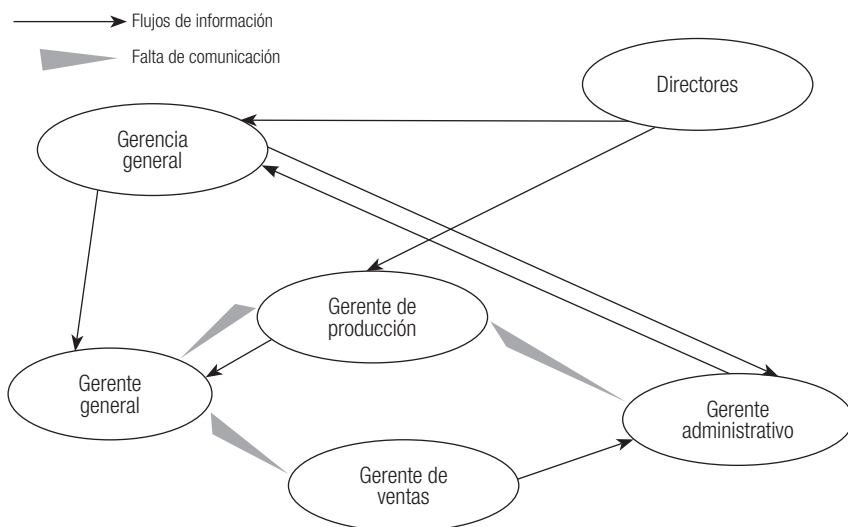 Flujos de información
Falta de comunicación
Directores
Gerencia
general
Gerente de
producción
Gerente
general
Gerente
administrativo
Gerente de
ventas